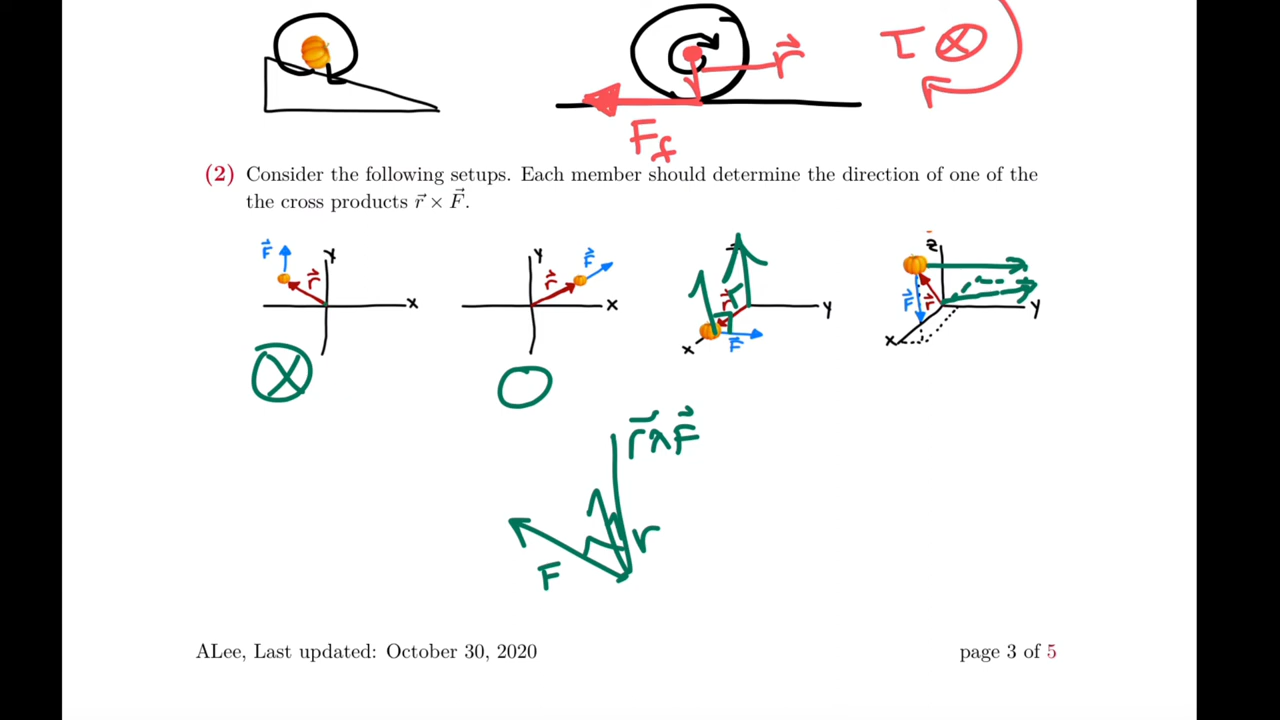 r⃗
τ ⊗
F_f
(2) Consider the following setups. Each member should determine the direction of one of the
the cross products r⃗ × F⃗.
F⃗ r⃗ y x
y r⃗ F⃗ x
r⃗ F⃗ y x
z F⃗ r⃗ y x
r⃗ × F⃗
r
F
ALee, Last updated: October 30, 2020
page 3 of 5